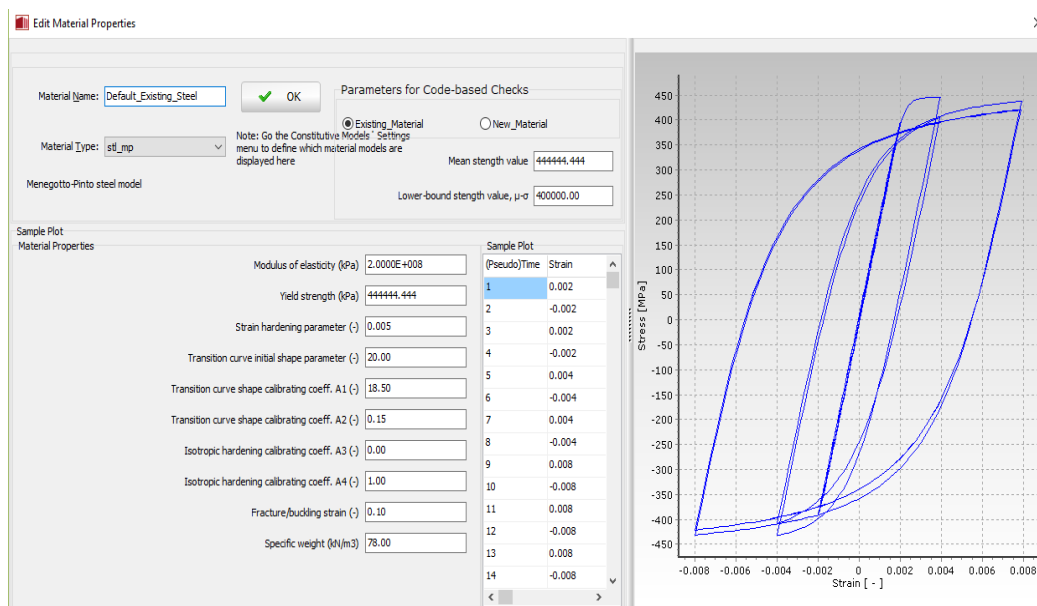 Edit Material Properties
Material Name: Default_Existing_Steel
OK
Parameters for Code-based Checks
Existing_Material
New_Material
Material Type: stl_mp
Note: Go the Constitutive Models` Settings
menu to define which material models are
displayed here
Mean stength value 444444.444
Menegotto-Pinto steel model
Lower-bound stength value, μ-σ 400000.00
Sample Plot
Material Properties
Modulus of elasticity (kPa) 2.0000E+008
Yield strength (kPa) 444444.444
Strain hardening parameter (-) 0.005
Transition curve initial shape parameter (-) 20.00
Transition curve shape calibrating coeff. A1 (-) 18.50
Transition curve shape calibrating coeff. A2 (-) 0.15
Isotropic hardening calibrating coeff. A3 (-) 0.00
Isotropic hardening calibrating coeff. A4 (-) 1.00
Fracture/buckling strain (-) 0.10
Specific weight (kN/m3) 78.00
Sample Plot
(Pseudo)Time Strain
1 0.002
2 -0.002
3 0.002
4 -0.002
5 0.004
6 -0.004
7 0.004
8 -0.004
9 0.008
10 -0.008
11 0.008
12 -0.008
13 0.008
14 -0.008
Stress [MPa]
450
400
350
300
250
200
150
100
50
0
-50
-100
-150
-200
-250
-300
-350
-400
-450
-0.008 -0.006 -0.004 -0.002 0 0.002 0.004 0.006 0.008
Strain [ - ]